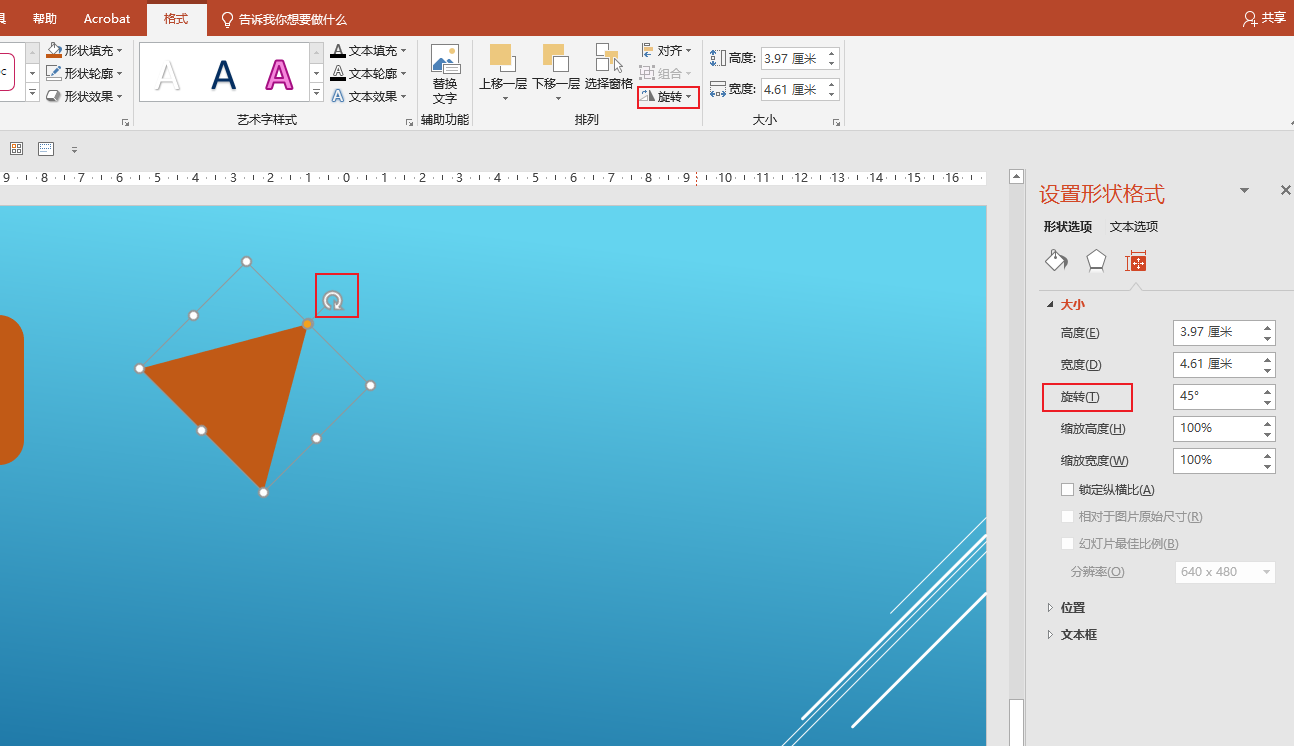 具 帮助 Acrobat 格式 告诉我你想要做什么 共享
形状填充 A 文本填充 对齐 高度: 3.97 厘米
形状轮廓 A A A A 文本轮廓 替换 文字 上移一层 下移一层 选择窗格 组合
形状效果 A 文本效果 旋转 宽度: 4.61 厘米
艺术字样式 辅助功能 排列 大小
9 8 7 6 5 4 3 2 1 0 1 2 3 4 5 6 7 8 9 10 11 12 13 14 15 16
设置形状格式
形状选项 文本选项
大小
高度(E) 3.97 厘米
宽度(D) 4.61 厘米
旋转(T) 45°
缩放高度(H) 100%
缩放宽度(W) 100%
锁定纵横比(A)
相对于图片原始尺寸(R)
幻灯片最佳比例(B)
分辨率(O) 640 x 480
位置
文本框